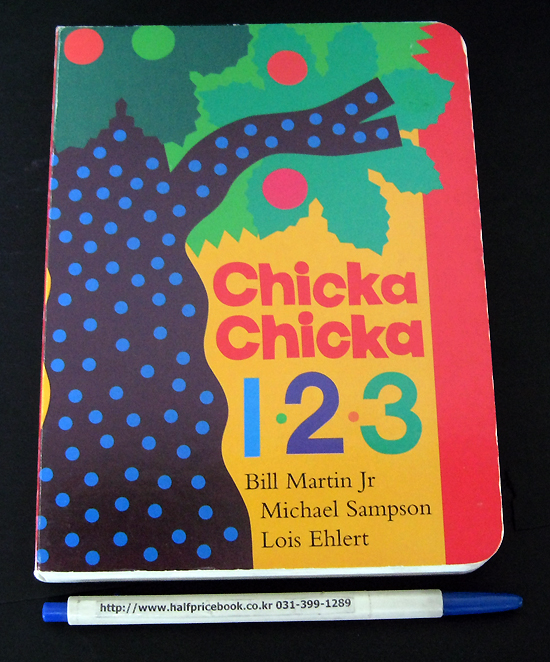 Chicka
Chicka
1·2·3
Bill Martin Jr
Michael Sampson
Lois Ehlert
http://www.halfpricebook.co.kr 031-399-1289